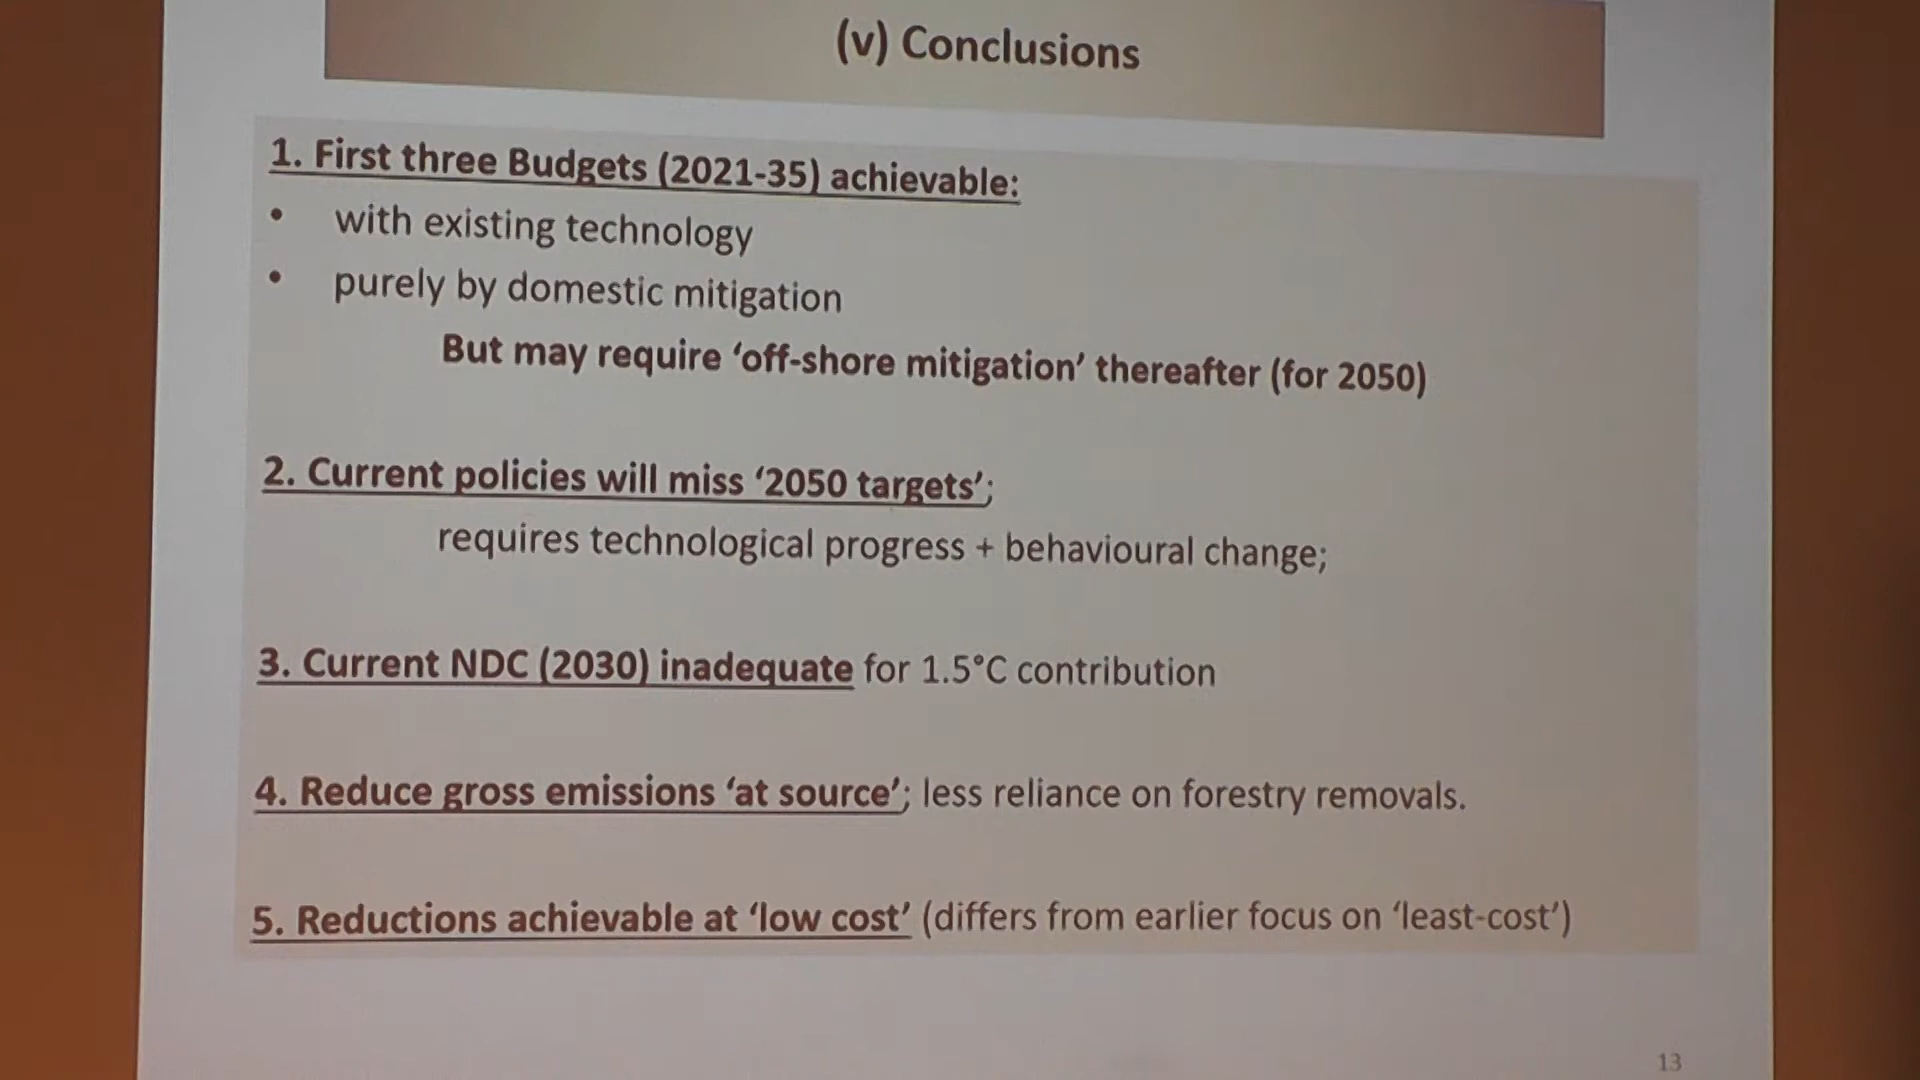 (v) Conclusions
1. First three Budgets (2021-35) achievable:
• with existing technology
• purely by domestic mitigation
But may require ‘off-shore mitigation’ thereafter (for 2050)
2. Current policies will miss ‘2050 targets’;
requires technological progress + behavioural change;
3. Current NDC (2030) inadequate for 1.5°C contribution
4. Reduce gross emissions ‘at source’; less reliance on forestry removals.
5. Reductions achievable at ‘low cost’ (differs from earlier focus on ‘least-cost’)
13